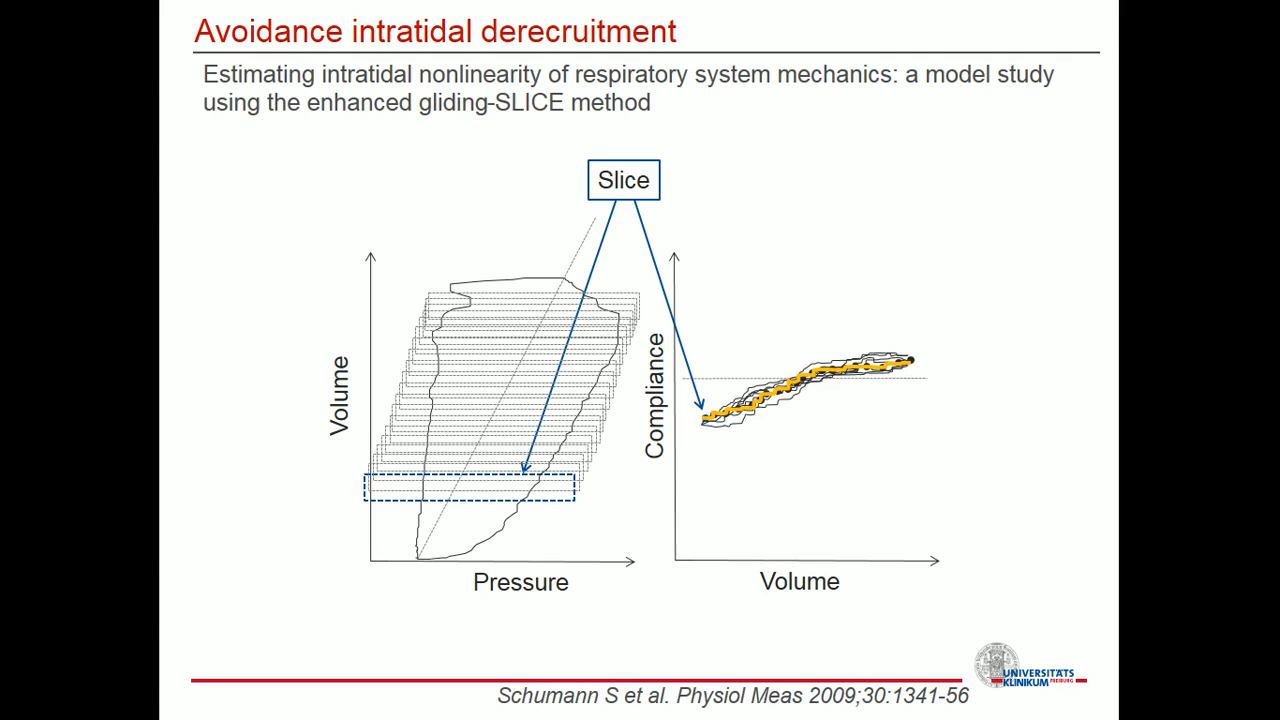 Avoidance intratidal derecruitment
Estimating intratidal nonlinearity of respiratory system mechanics: a model study
using the enhanced gliding-SLICE method
Slice
Volume
Pressure
Compliance
Volume
UNIVERSITÄTS
KLINIKUM FREIBURG
Schumann S et al. Physiol Meas 2009;30:1341-56